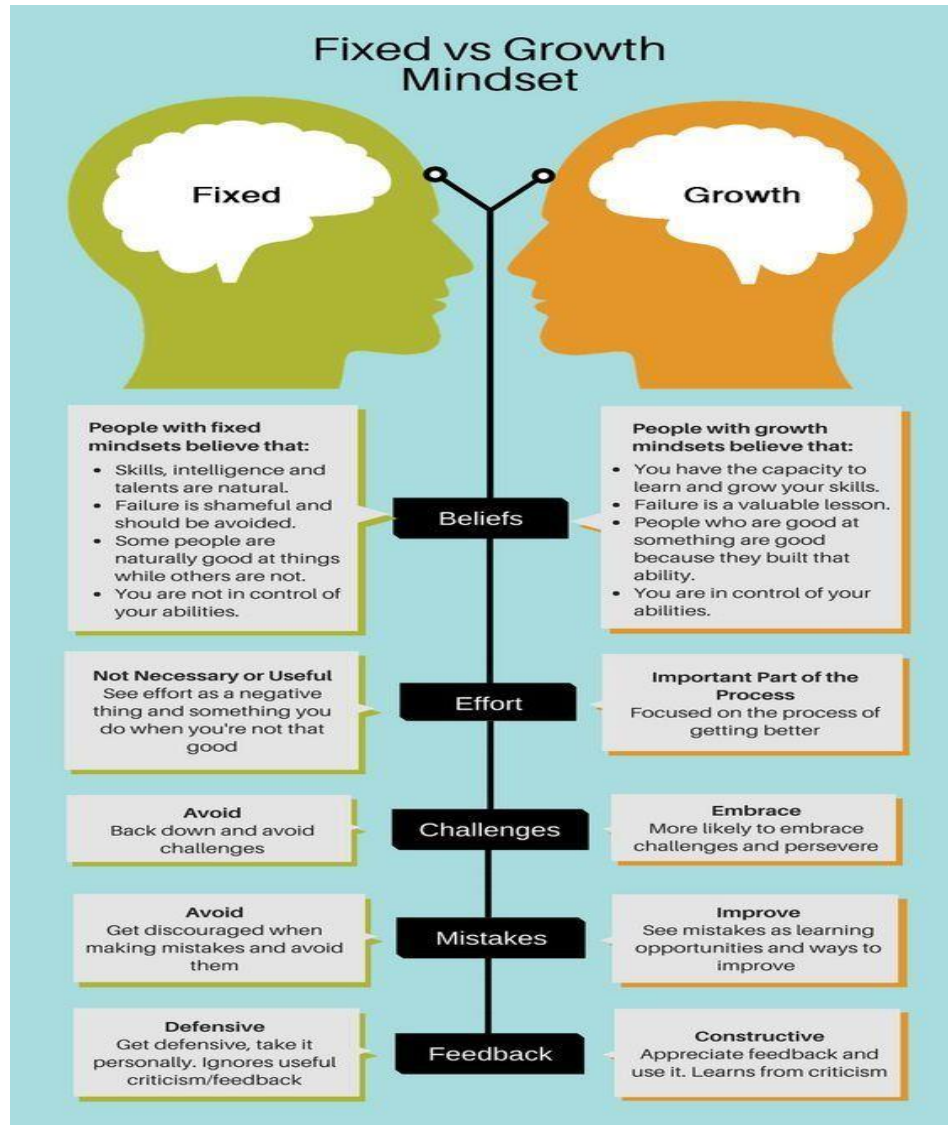 Fixed vs Growth
Mindset
Fixed
Growth
People with fixed
mindsets believe that:
• Skills, intelligence and
talents are natural.
• Failure is shameful and
should be avoided.
• Some people are
naturally good at things
while others are not.
• You are not in control of
your abilities.
Beliefs
People with growth
mindsets believe that:
• You have the capacity to
learn and grow your skills.
• Failure is a valuable lesson.
• People who are good at
something are good
because they built that
ability.
• You are in control of your
abilities.
Not Necessary or Useful
See effort as a negative
thing and something you
do when you're not that
good
Effort
Important Part of the
Process
Focused on the process of
getting better
Avoid
Back down and avoid
challenges
Challenges
Embrace
More likely to embrace
challenges and persevere
Avoid
Get discouraged when
making mistakes and avoid
them
Mistakes
Improve
See mistakes as learning
opportunities and ways to
improve
Defensive
Get defensive, take it
personally. Ignores useful
criticism/feedback
Feedback
Constructive
Appreciate feedback and
use it. Learns from criticism